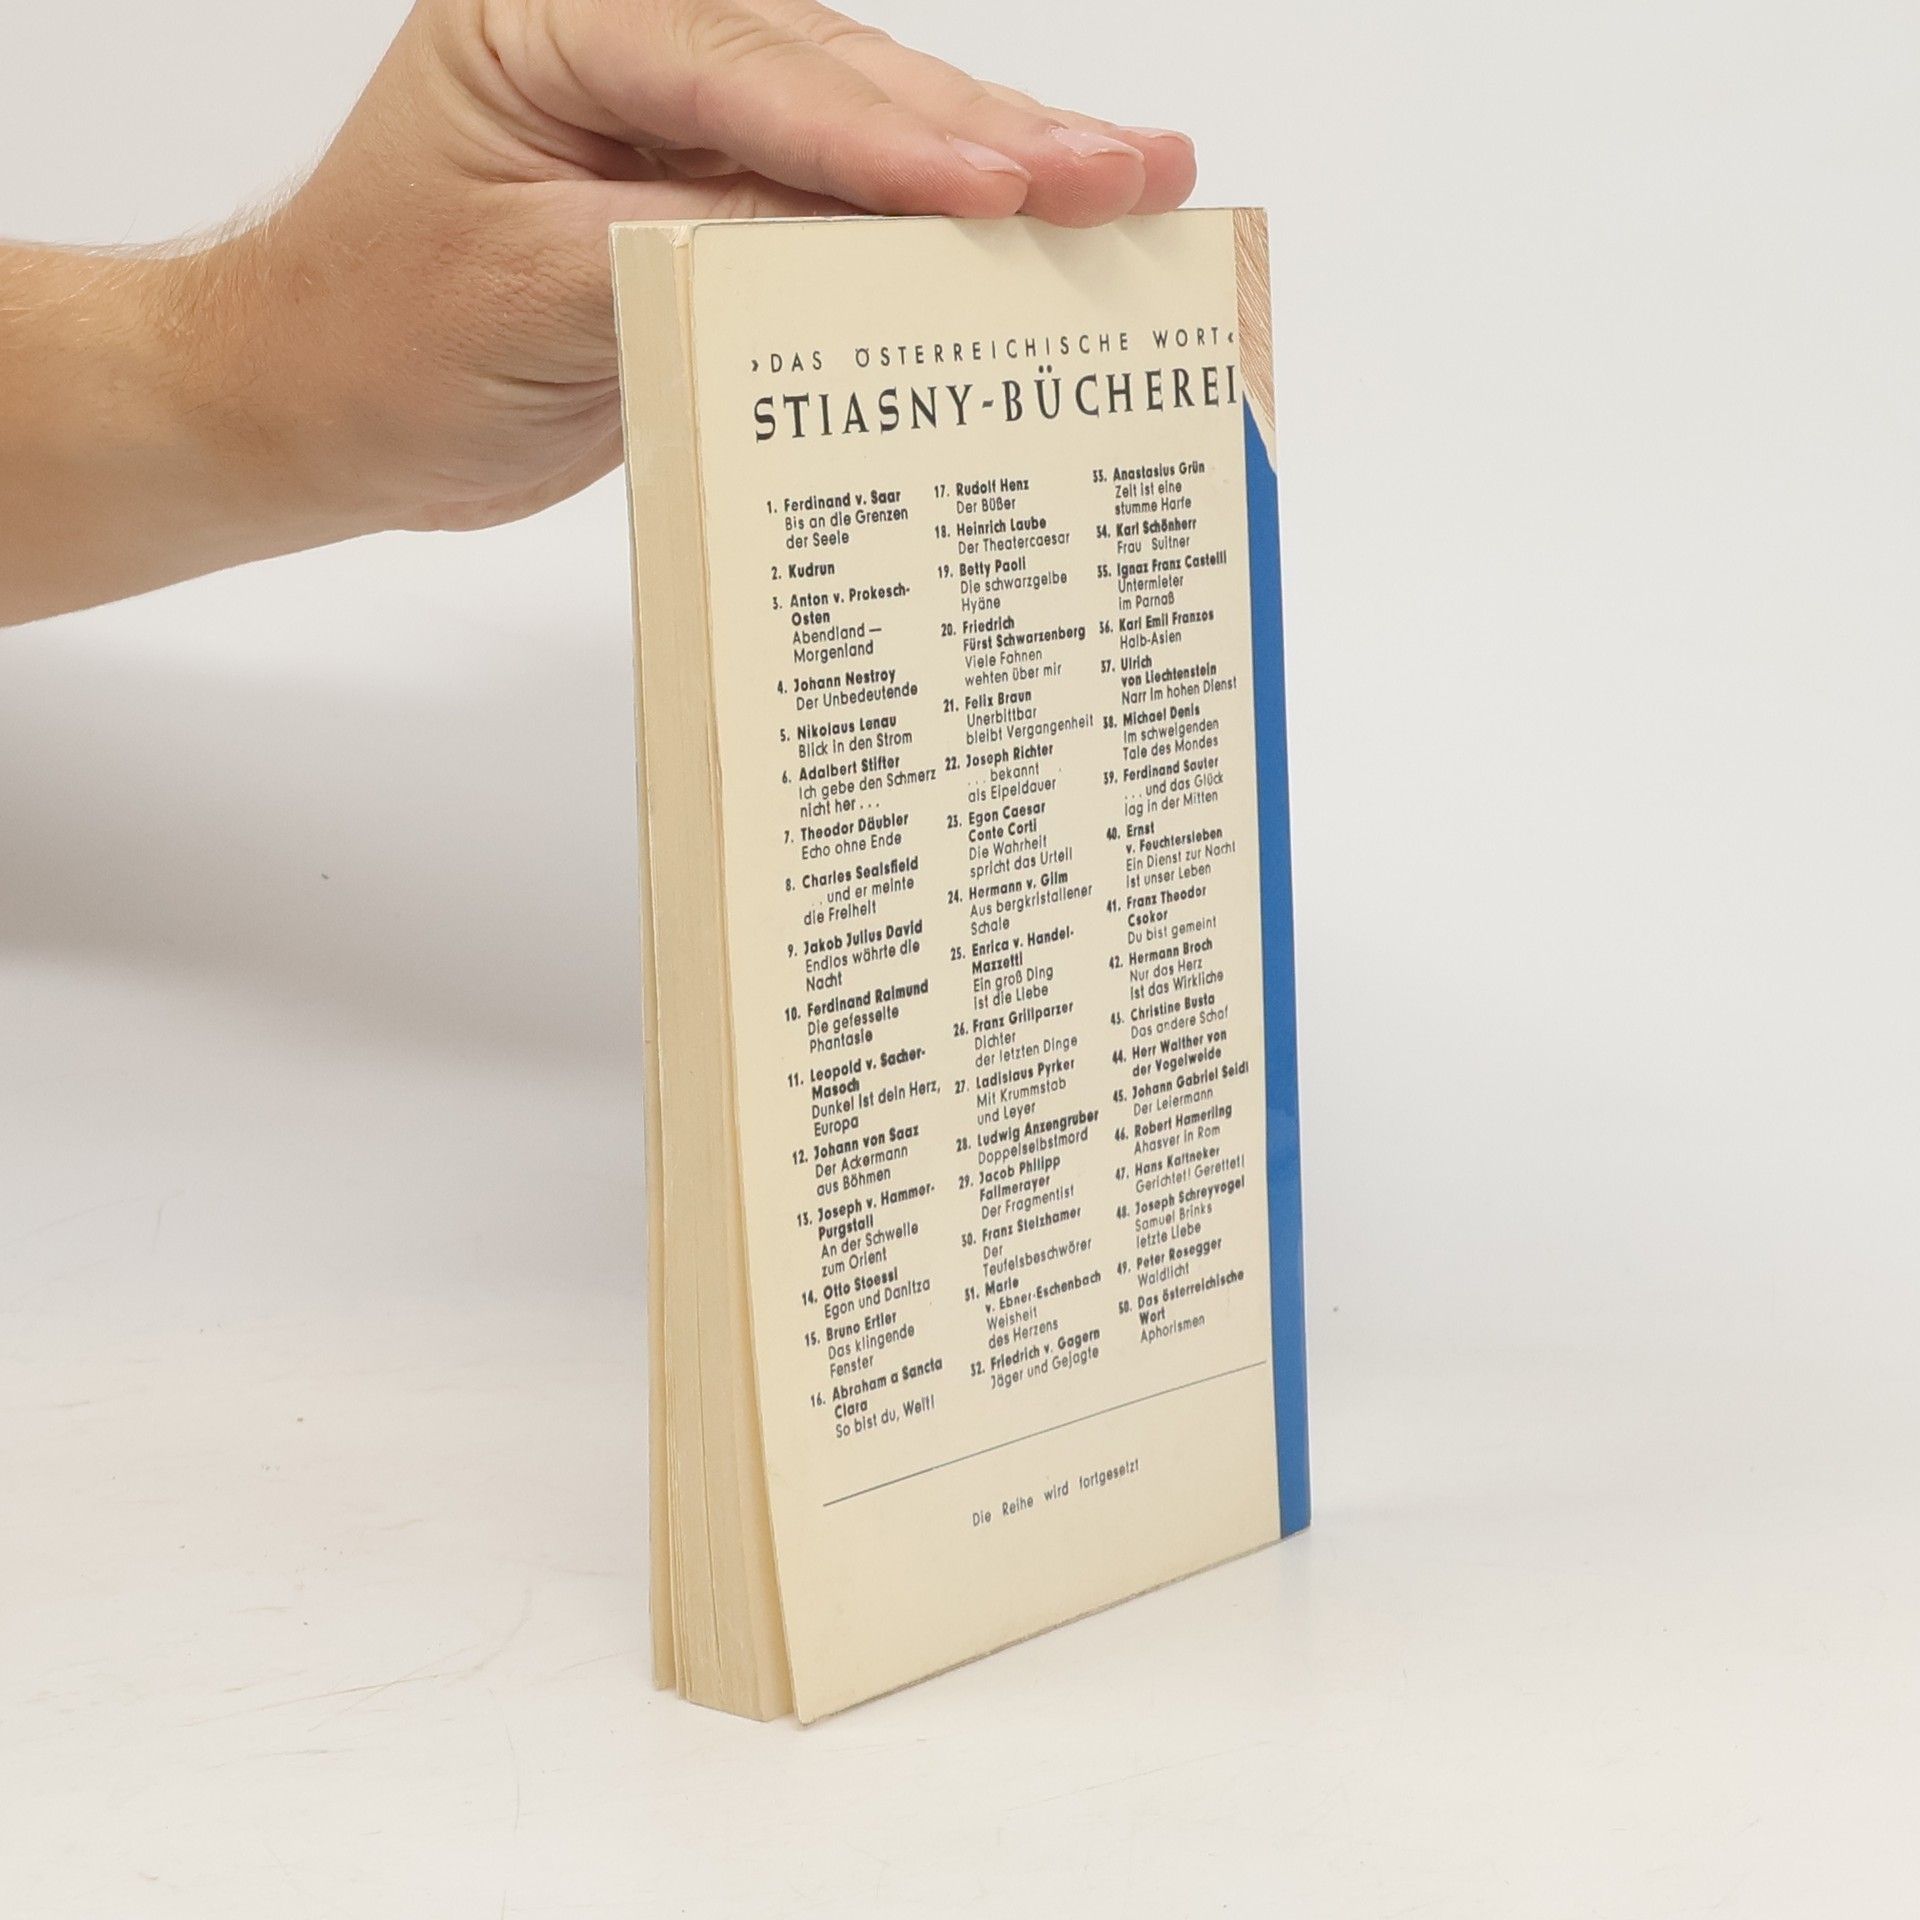 ›DAS ÖSTERREICHISCHE WORT‹
STIASNY-BÜCHEREI
1. Ferdinand v. Saar
Bis an die Grenzen
der Seele
2. Kudrun
3. Anton v. Prokesch-
Osten
Abendland —
Morgenland
4. Johann Nestroy
Der Unbedeutende
5. Nikolaus Lenau
Blick in den Strom
6. Adalbert Stifter
Ich gebe den Schmerz
nicht her . . .
7. Theodor Däubler
Echo ohne Ende
8. Charles Sealsfield
. . . und er meinte
die Freiheit
9. Jakob Julius David
Endlos währte die
Nacht
10. Ferdinand Raimund
Die gefesselte
Phantasie
11. Leopold v. Sacher-
Masoch
Dunkel ist dein Herz,
Europa
12. Johann von Saaz
Der Ackermann
aus Böhmen
13. Joseph v. Hammer-
Purgstall
An der Schwelle
zum Orient
14. Otto Stoessl
Egon und Danitza
15. Bruno Ertler
Das klingende
Fenster
16. Abraham a Sancta
Clara
So bist du, Welt!
17. Rudolf Henz
Der Büßer
18. Heinrich Laube
Der Theatercaesar
19. Betty Paoli
Die schwarzgelbe
Hyäne
20. Friedrich
Fürst Schwarzenberg
Viele Fahnen
wehten über mir
21. Felix Braun
Unerbittbar
bleibt Vergangenheit
22. Joseph Richter
. . . bekannt
als Eipeldauer
23. Egon Caesar
Conte Corti
Die Wahrheit
spricht das Urteil
24. Hermann v. Gilm
Aus bergkristallener
Schale
25. Enrica v. Handel-
Mazzetti
Ein groß Ding
ist die Liebe
26. Franz Grillparzer
Dichter
der letzten Dinge
27. Ladislaus Pyrker
Mit Krummstab
und Leyer
28. Ludwig Anzengruber
Doppelselbstmord
29. Jacob Philipp
Fallmerayer
Der Fragmentist
30. Franz Stelzhamer
Der
Teufelsbeschwörer
31. Marie
v. Ebner-Eschenbach
Weisheit
des Herzens
32. Friedrich v. Gagern
Jäger und Gejagte
33. Anastasius Grün
Zeit ist eine
stumme Harfe
34. Karl Schönherr
Frau Suitner
35. Ignaz Franz Castelli
Untermieter
im Parnaß
36. Karl Emil Franzos
Halb-Asien
37. Ulrich
von Liechtenstein
Narr im hohen Dienst
38. Michael Denis
Im schweigenden
Tale des Mondes
39. Ferdinand Sauter
. . . und das Glück
lag in der Mitten
40. Ernst
v. Feuchtersleben
Ein Dienst zur Nacht
ist unser Leben
41. Franz Theodor
Csokor
Du bist gemeint
42. Hermann Broch
Nur das Herz
ist das Wirkliche
43. Christine Busta
Das andere Schaf
44. Herr Walther von
der Vogelweide
45. Johann Gabriel Seidl
Der Leiermann
46. Robert Hamerling
Ahasver in Rom
47. Hans Kaltneker
Gerichtet! Gerettet!
48. Joseph Schreyvogel
Samuel Brinks
letzte Liebe
49. Peter Rosegger
Waldlicht
50. Das österreichische
Wort
Aphorismen
Die Reihe wird fortgesetzt